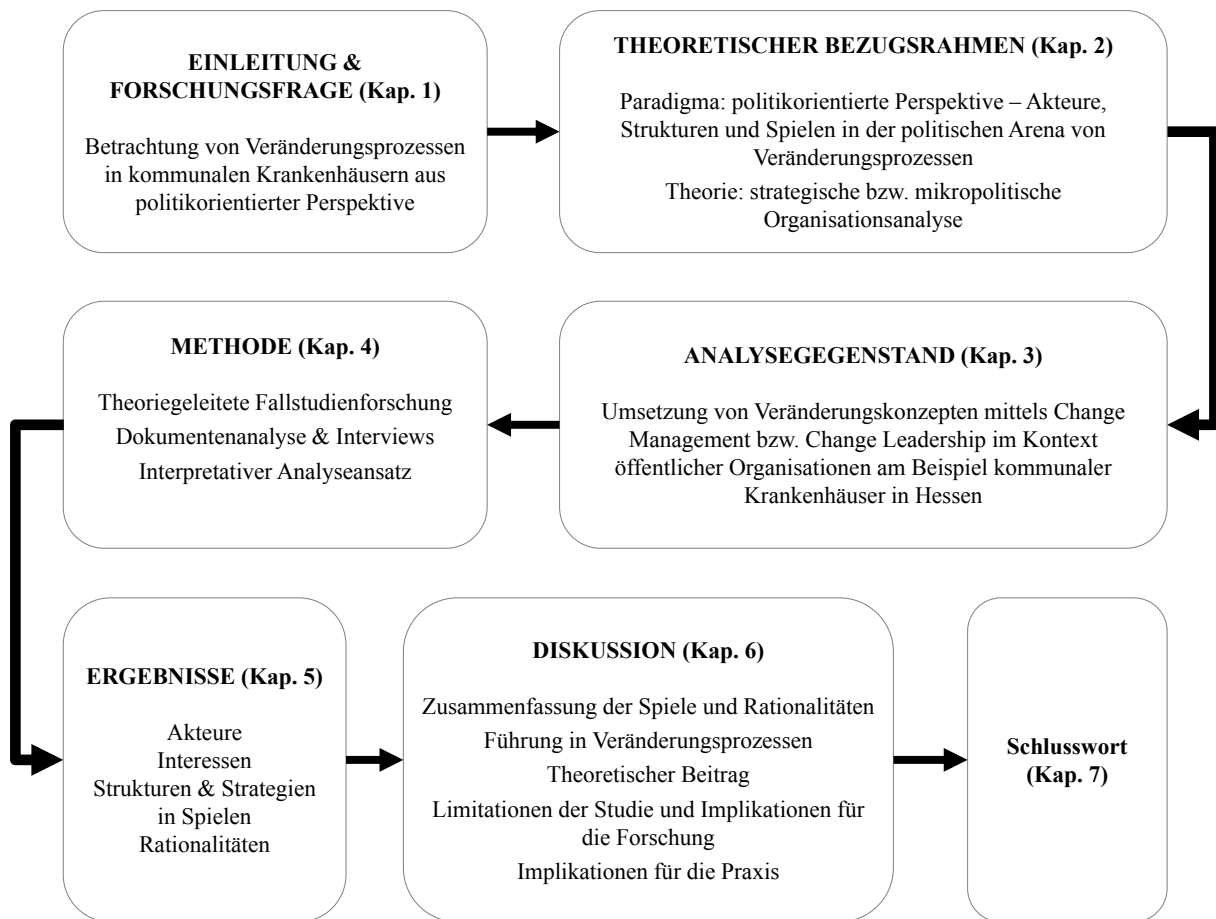 EINLEITUNG &
FORSCHUNGSFRAGE (Kap. 1)
Betrachtung von Veränderungsprozessen
in kommunalen Krankenhäusern aus
politikorientierter Perspektive
THEORETISCHER BEZUGSRAHMEN (Kap. 2)
Paradigma: politikorientierte Perspektive – Akteure,
Strukturen und Spielen in der politischen Arena von
Veränderungsprozessen
Theorie: strategische bzw. mikropolitische
Organisationsanalyse
ANALYSEGEGENSTAND (Kap. 3)
Umsetzung von Veränderungskonzepten mittels Change
Management bzw. Change Leadership im Kontext
öffentlicher Organisationen am Beispiel kommunaler
Krankenhäuser in Hessen
METHODE (Kap. 4)
Theoriegeleitete Fallstudienforschung
Dokumentenanalyse & Interviews
Interpretativer Analyseansatz
ERGEBNISSE (Kap. 5)
Akteure
Interessen
Strukturen & Strategien
in Spielen
Rationalitäten
DISKUSSION (Kap. 6)
Zusammenfassung der Spiele und Rationalitäten
Führung in Veränderungsprozessen
Theoretischer Beitrag
Limitationen der Studie und Implikationen für
die Forschung
Implikationen für die Praxis
Schlusswort
(Kap. 7)